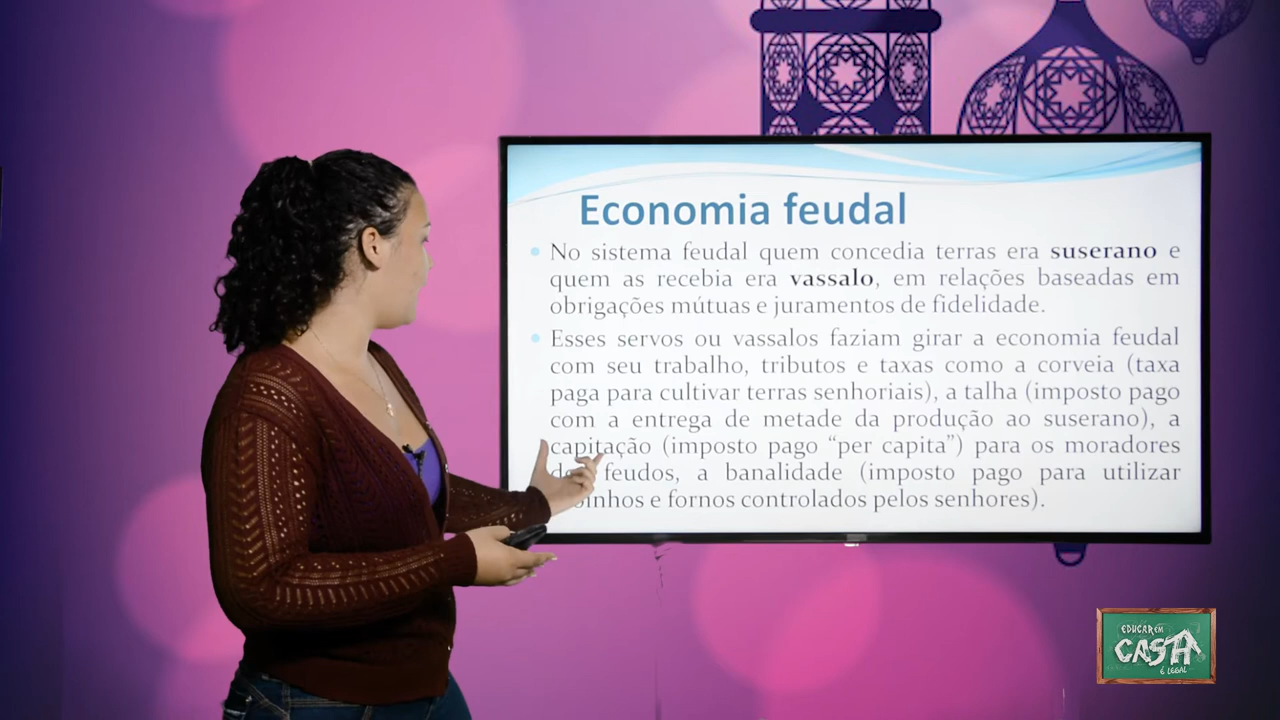 Economia feudal
No sistema feudal quem concedia terras era suserano e
quem as recebia era vassalo, em relações baseadas em
obrigações mútuas e juramentos de fidelidade.
Esses servos ou vassalos faziam girar a economia feudal
com seu trabalho, tributos e taxas como a corveia (taxa
paga para cultivar terras senhoriais), a talha (imposto pago
com a entrega de metade da produção ao suserano), a
capitação (imposto pago “per capita”) para os moradores
feudos, a banalidade (imposto pago para utilizar
e fornos controlados pelos senhores).
EDUCAR EM
CASA
É LEGAL